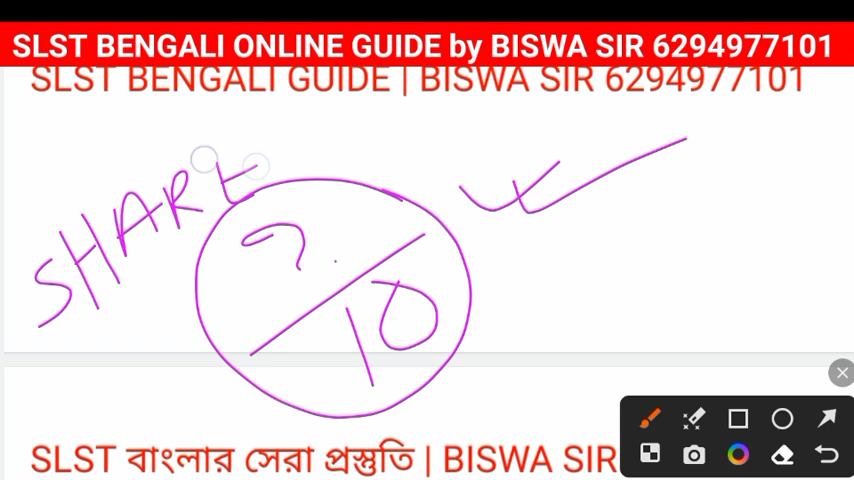 SLST BENGALI ONLINE GUIDE by BISWA SIR 6294977101
SLST BENGALI GUIDE | BISWA SIR 6294977101
SHARE
?
10
SLST বাংলার সেরা প্রস্তুতি | BISWA SIR